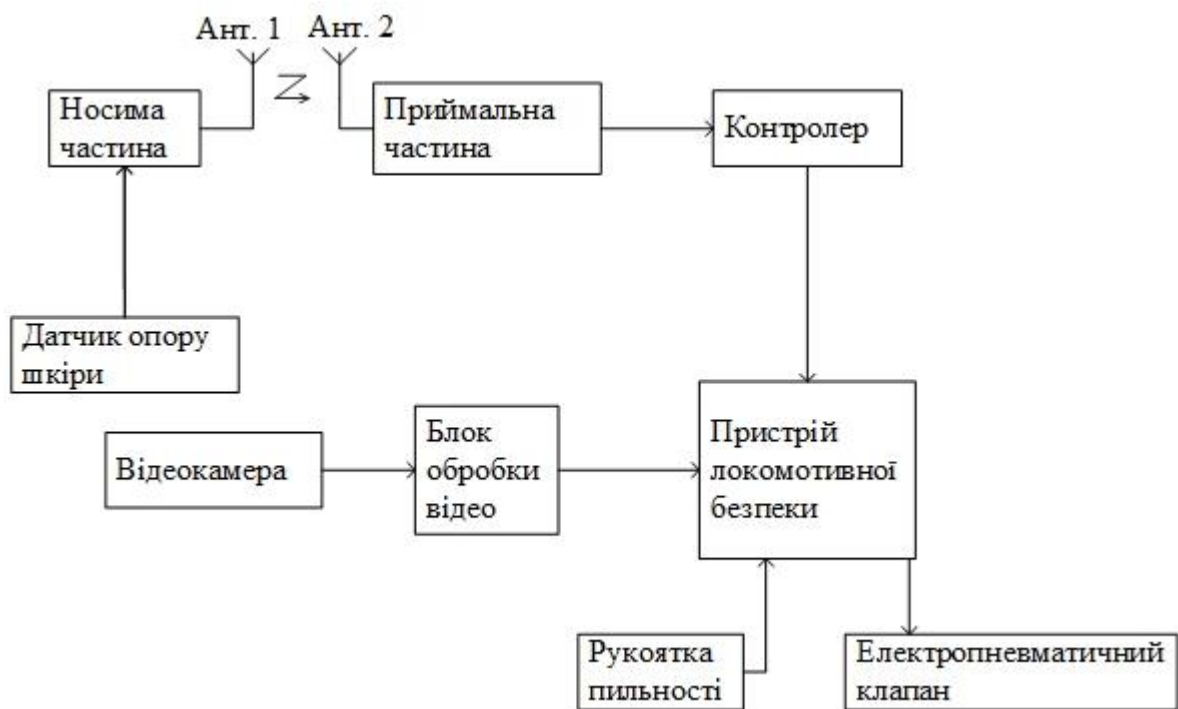 Ант. 1
Ант. 2
Носима
частина
Приймальна
частина
Контролер
Датчик опору
шкіри
Відеокамера
Блок
обробки
відео
Пристрій
локомотивної
безпеки
Рукоятка
пильності
Електропневматичний
клапан